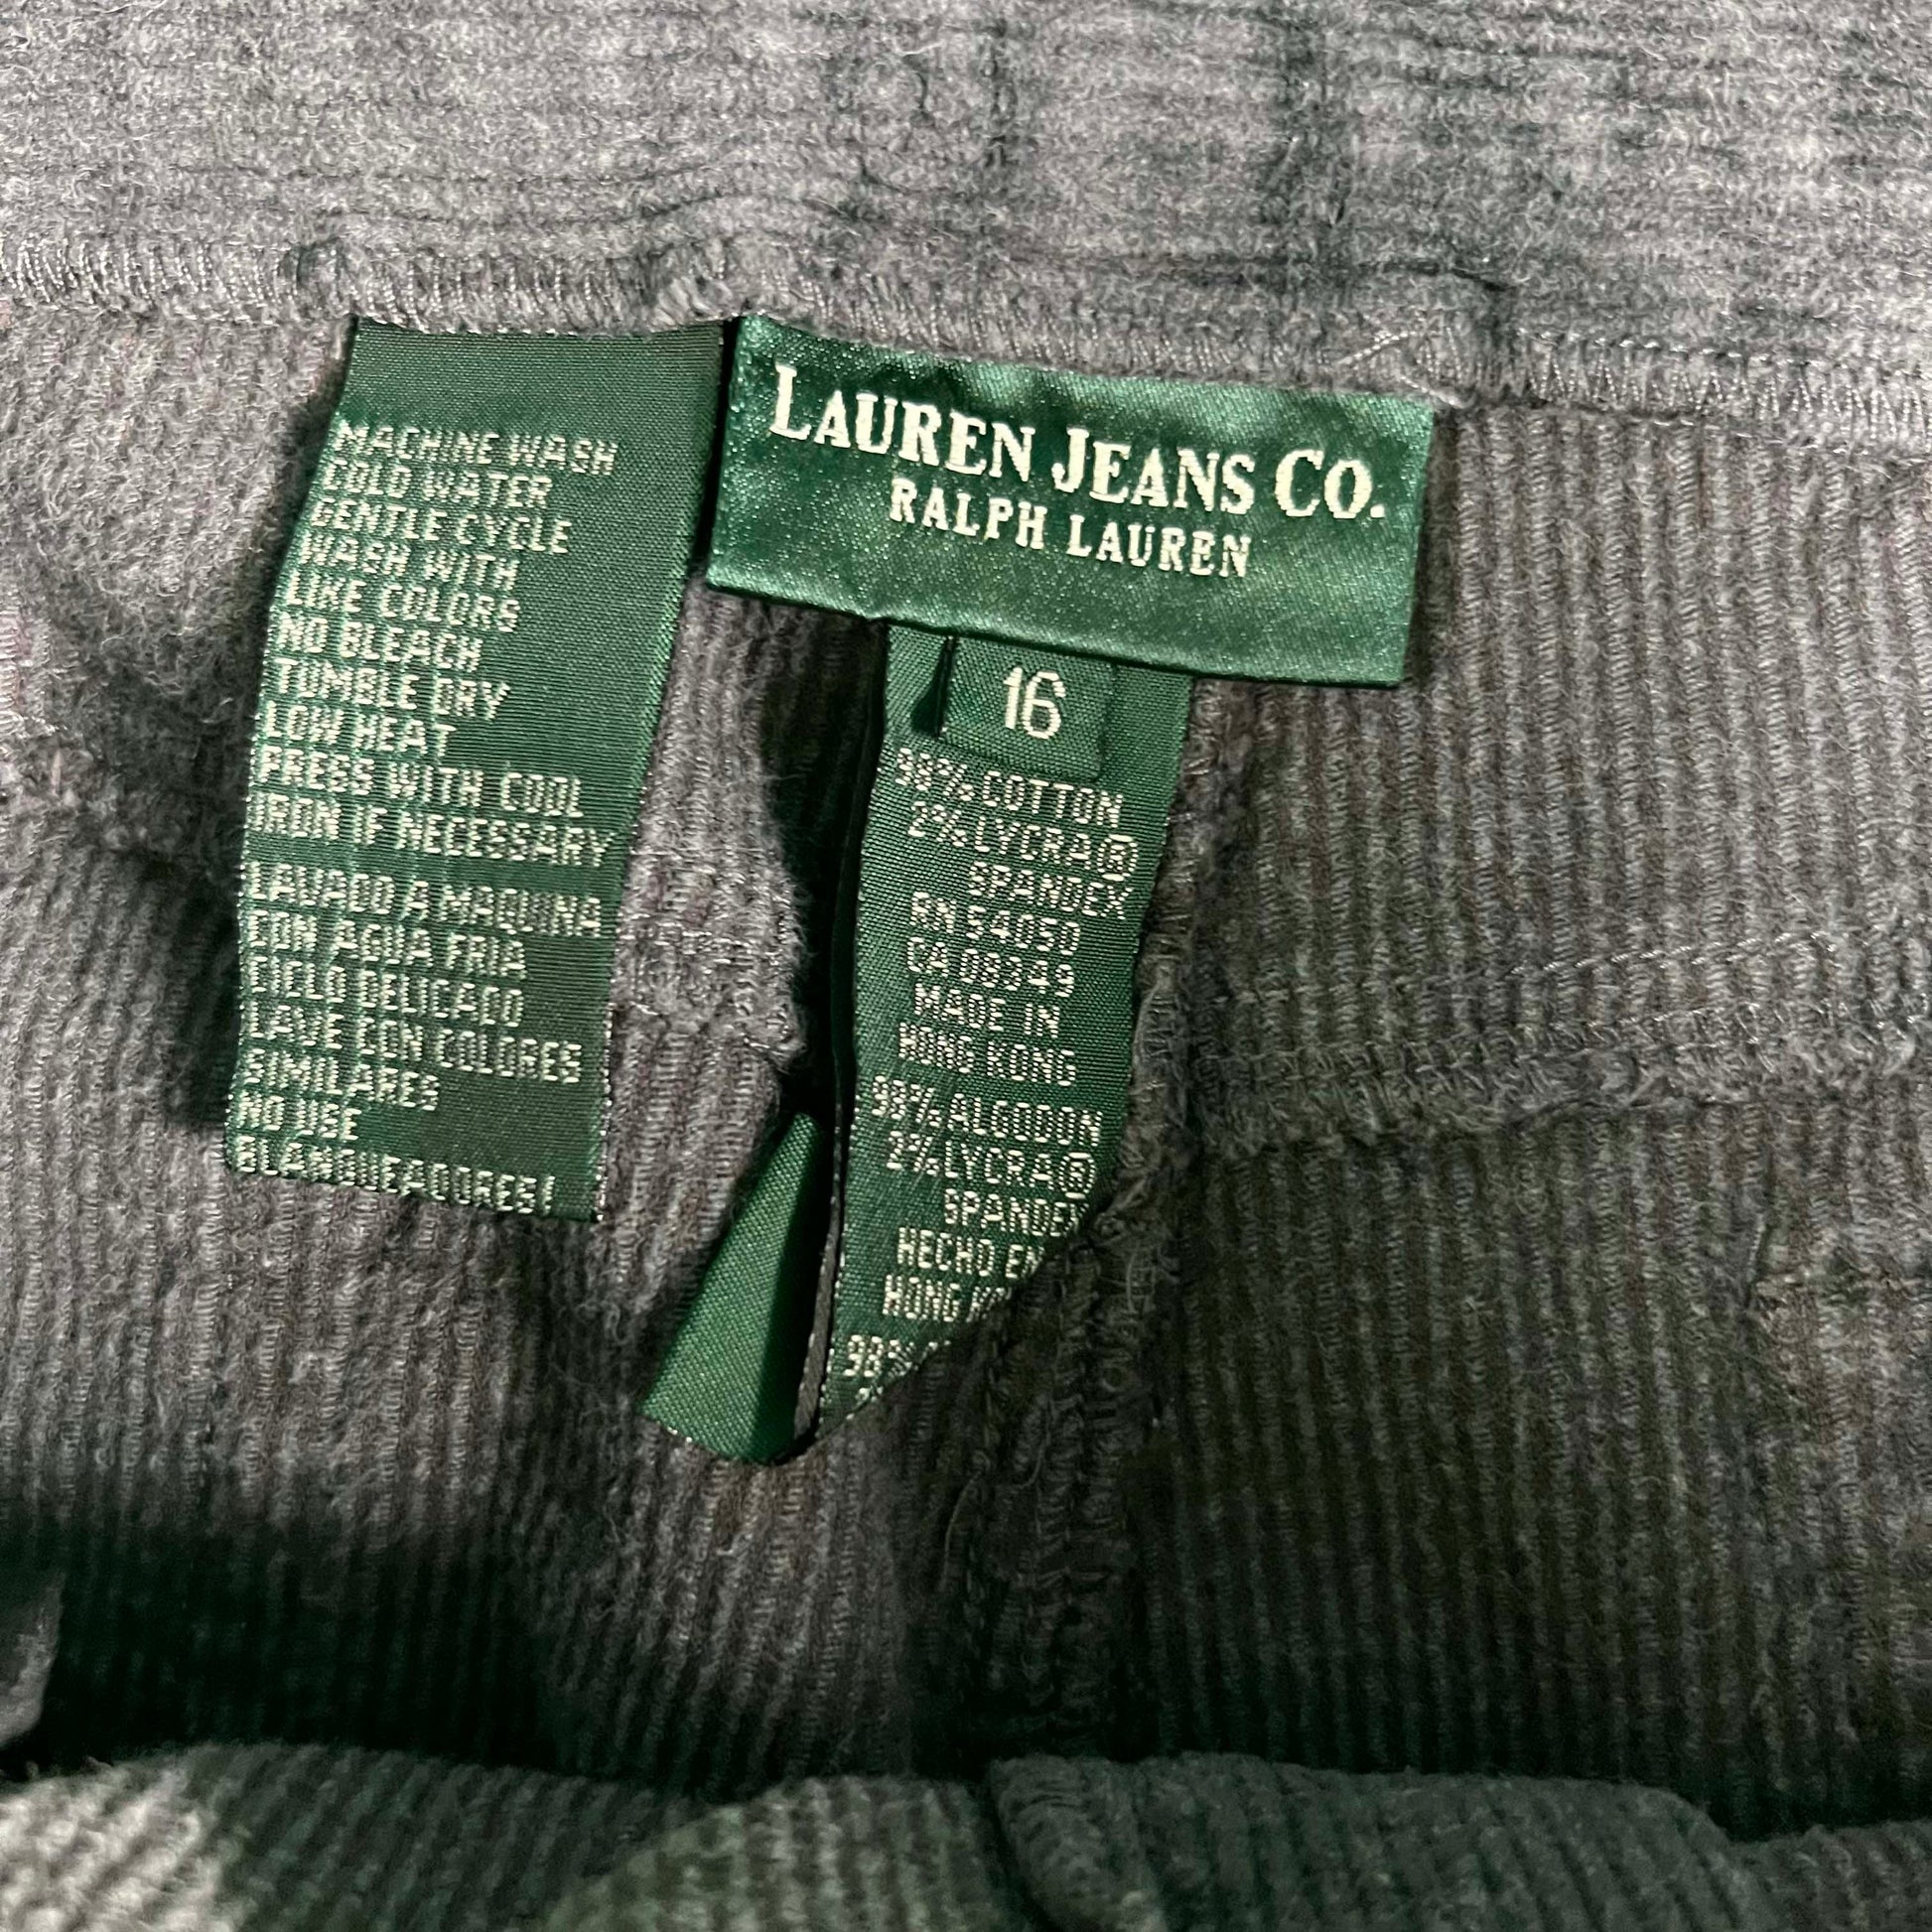 MACHINE WASH
COLD WATER
GENTLE CYCLE
WASH WITH
LIKE COLORS
NO BLEACH
TUMBLE DRY
LOW HEAT
PRESS WITH COOL
IRON IF NECESSARY
LAVADO A MAQUINA
CON AGUA FRIA
CICLO DELICADO
LAVE CON COLORES
SIMILARES
NO USE
BLANQUEADORES!
LAUREN JEANS CO.
RALPH LAUREN
16
98% COTTON
2% LYCRA®
SPANDEX
RN 54050
CA 08349
MADE IN
HONG KONG
98% ALGODON
2% LYCRA®
SPANDEX
HECHO EN
HONG
98%